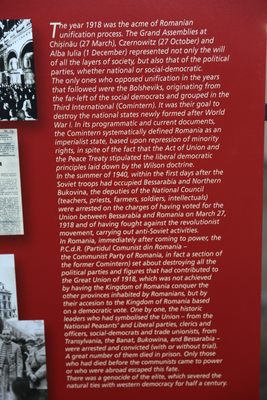 The year 1918 was the acme of Romanian
unification process. The Grand Assemblies at
Chișinău (27 March), Czernowitz (27 October) and
Alba Iulia (1 December) represented not only the will
of all the layers of society, but also that of the political
parties, whether national or social-democratic.
The only ones who opposed unification in the years
that followed were the Bolsheviks, originating from
the far-left of the social democrats and grouped in the
Third International (Comintern). It was their goal to
destroy the national states newly formed after World
War I. In its programmatic and current documents,
the Comintern systematically defined Romania as an
imperialist state, based upon repression of minority
rights, in spite of the fact that the Act of Union and
the Peace Treaty stipulated the liberal democratic
principles laid down by the Wilson doctrine.
In the summer of 1940, within the first days after the
Soviet troups had occupied Bessarabia and Northern
Bukovina, the deputies of the National Council
(teachers, priests, farmers, soldiers, intellectuals)
were arrested on the charges of having voted for the
Union between Bessarabia and Romania on March 27,
1918 and of having fought against the revolutionist
movement, carrying out anti-Soviet activities.
In Romania, immediately after coming to power, the
P.C.d.R. (Partidul Comunist din Romania –
the Communist Party of Romania, in fact a section of
the former Comintern) set about destroying all the
political parties and figures that had contributed to
the Great Union of 1918, which was not achieved
by having the Kingdom of Romania conquer the
other provinces inhabited by Romanians, but by
their accession to the Kingdom of Romania based
on a democratic vote. One by one, the historic
leaders who had symbolised the Union – from the
National Peasants' and Liberal parties, clerics and
officers, social-democrats and trade unionists, from
Transylvania, the Banat, Bukowina, and Bessarabia –
were arrested and convicted (with or without trial).
A great number of them died in prison. Only those
who had died before the communists came to power
or who were abroad escaped this fate.
There was a genocide of the elite, which severed the
natural ties with western democracy for half a century.